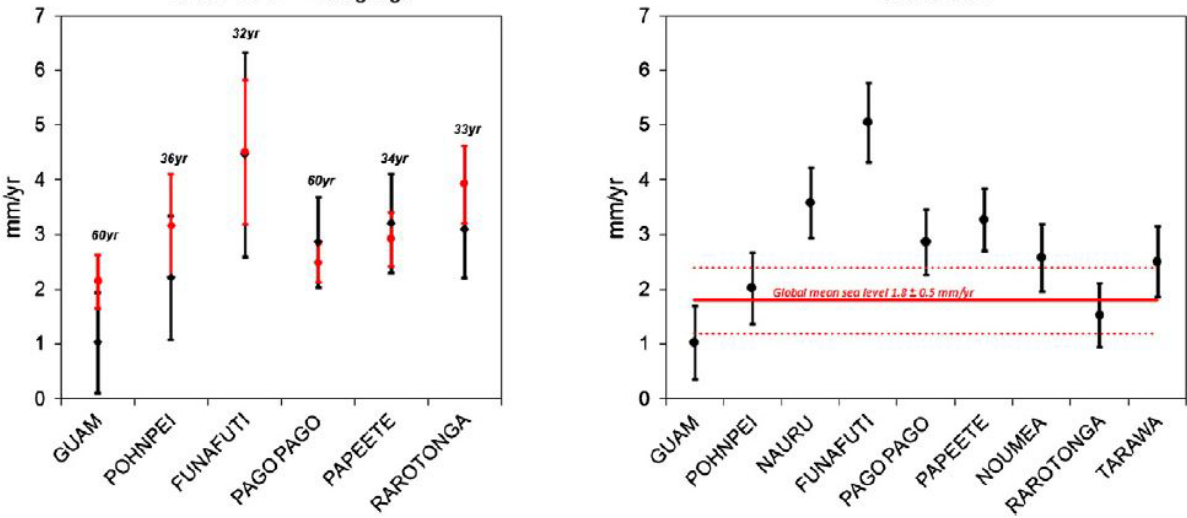 7
6
5
4
3
2
1
0
mm/yr
60yr
36yr
32yr
60yr
34yr
33yr
GUAM
POHNPEI
FUNAFUTI
PAGO PAGO
PAPEETE
RAROTONGA
7
6
5
4
3
2
1
0
mm/yr
Global mean sea level 1.8 ± 0.5 mm/yr
GUAM
POHNPEI
NAURU
FUNAFUTI
PAGO PAGO
PAPEETE
NOUMEA
RAROTONGA
TARAWA